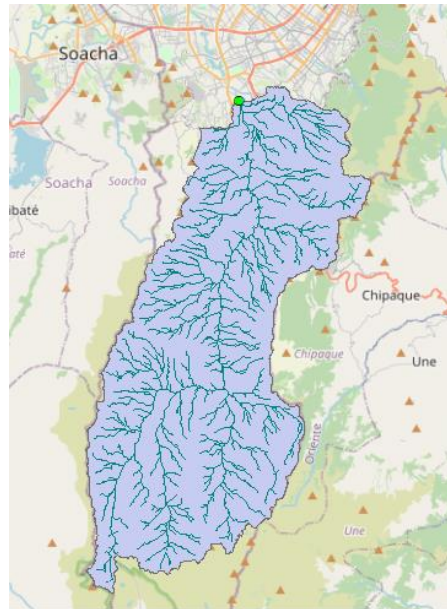 Soacha
Soacha
Soacha
ibaté
Chipaque
Chipaque
Une
Oriente
Une